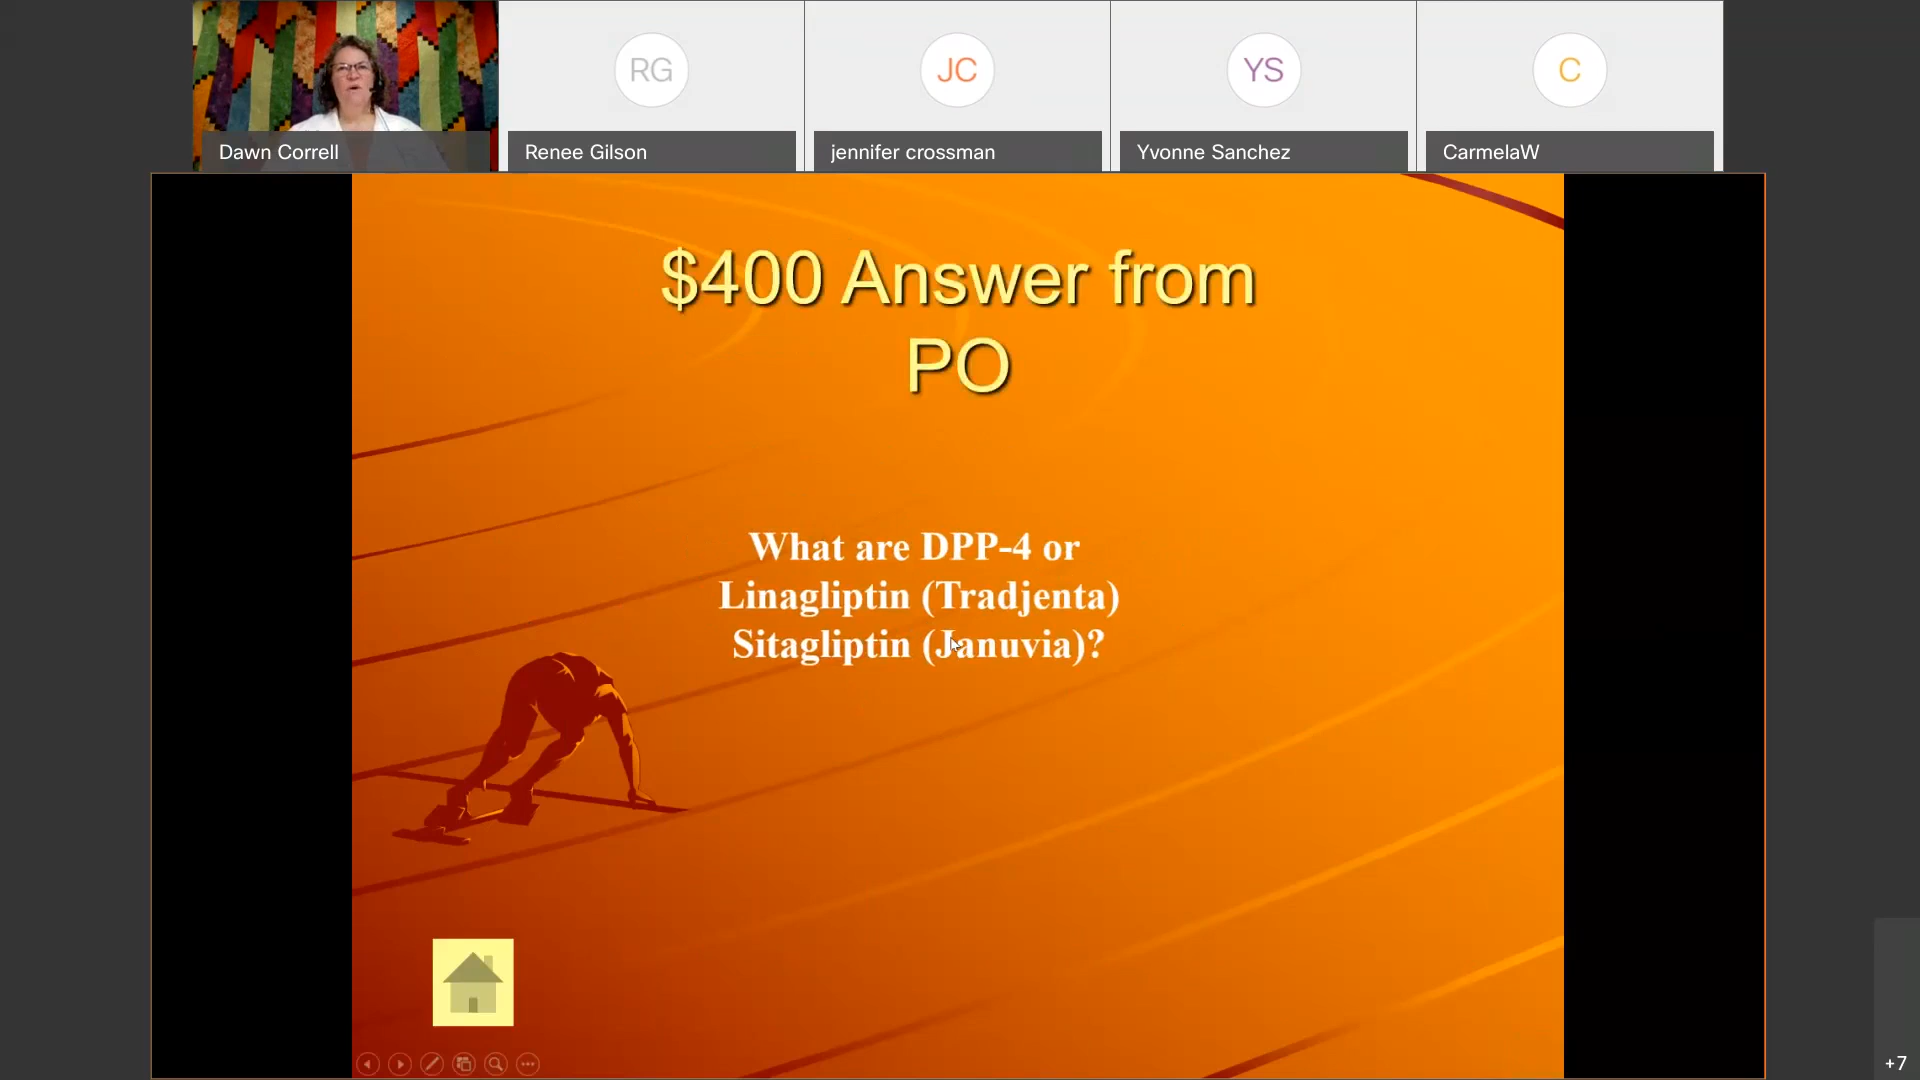 RG
JC
YS
C
Dawn Correll
Renee Gilson
jennifer crossman
Yvonne Sanchez
CarmelaW
$400 Answer from
PO
What are DPP-4 or
Linagliptin (Tradjenta)
Sitagliptin (Januvia)?
+7